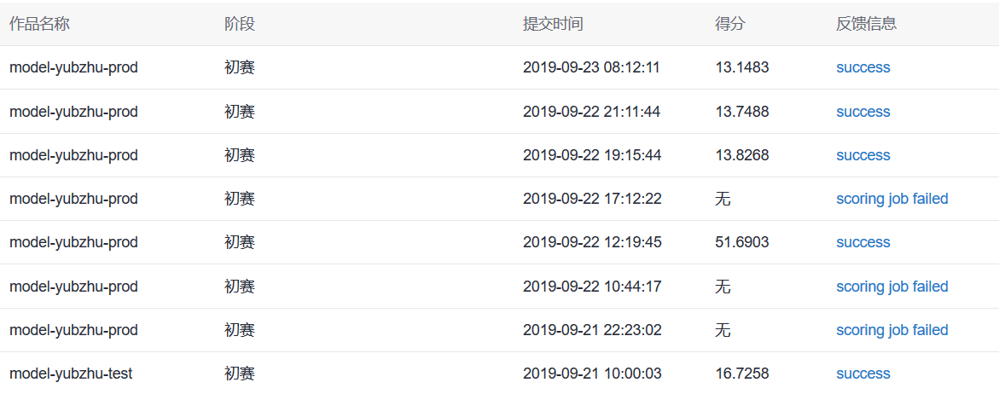 作品名称 阶段 提交时间 得分 反馈信息
model-yubzhu-prod 初赛 2019-09-23 08:12:11 13.1483 success
model-yubzhu-prod 初赛 2019-09-22 21:11:44 13.7488 success
model-yubzhu-prod 初赛 2019-09-22 19:15:44 13.8268 success
model-yubzhu-prod 初赛 2019-09-22 17:12:22 无 scoring job failed
model-yubzhu-prod 初赛 2019-09-22 12:19:45 51.6903 success
model-yubzhu-prod 初赛 2019-09-22 10:44:17 无 scoring job failed
model-yubzhu-prod 初赛 2019-09-21 22:23:02 无 scoring job failed
model-yubzhu-test 初赛 2019-09-21 10:00:03 16.7258 success